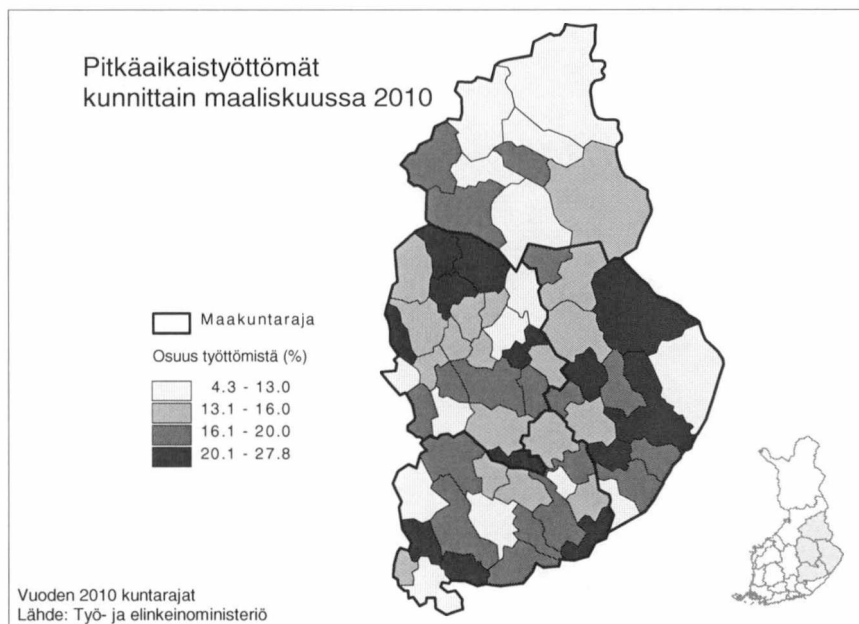 Pitkäaikaistyöttömät
kunnittain maaliskuussa 2010
Maakuntaraja
Osuus työttömistä (%)
4.3 - 13.0
13.1 - 16.0
16.1 - 20.0
20.1 - 27.8
Vuoden 2010 kuntarajat
Lähde: Työ- ja elinkeinoministeriö